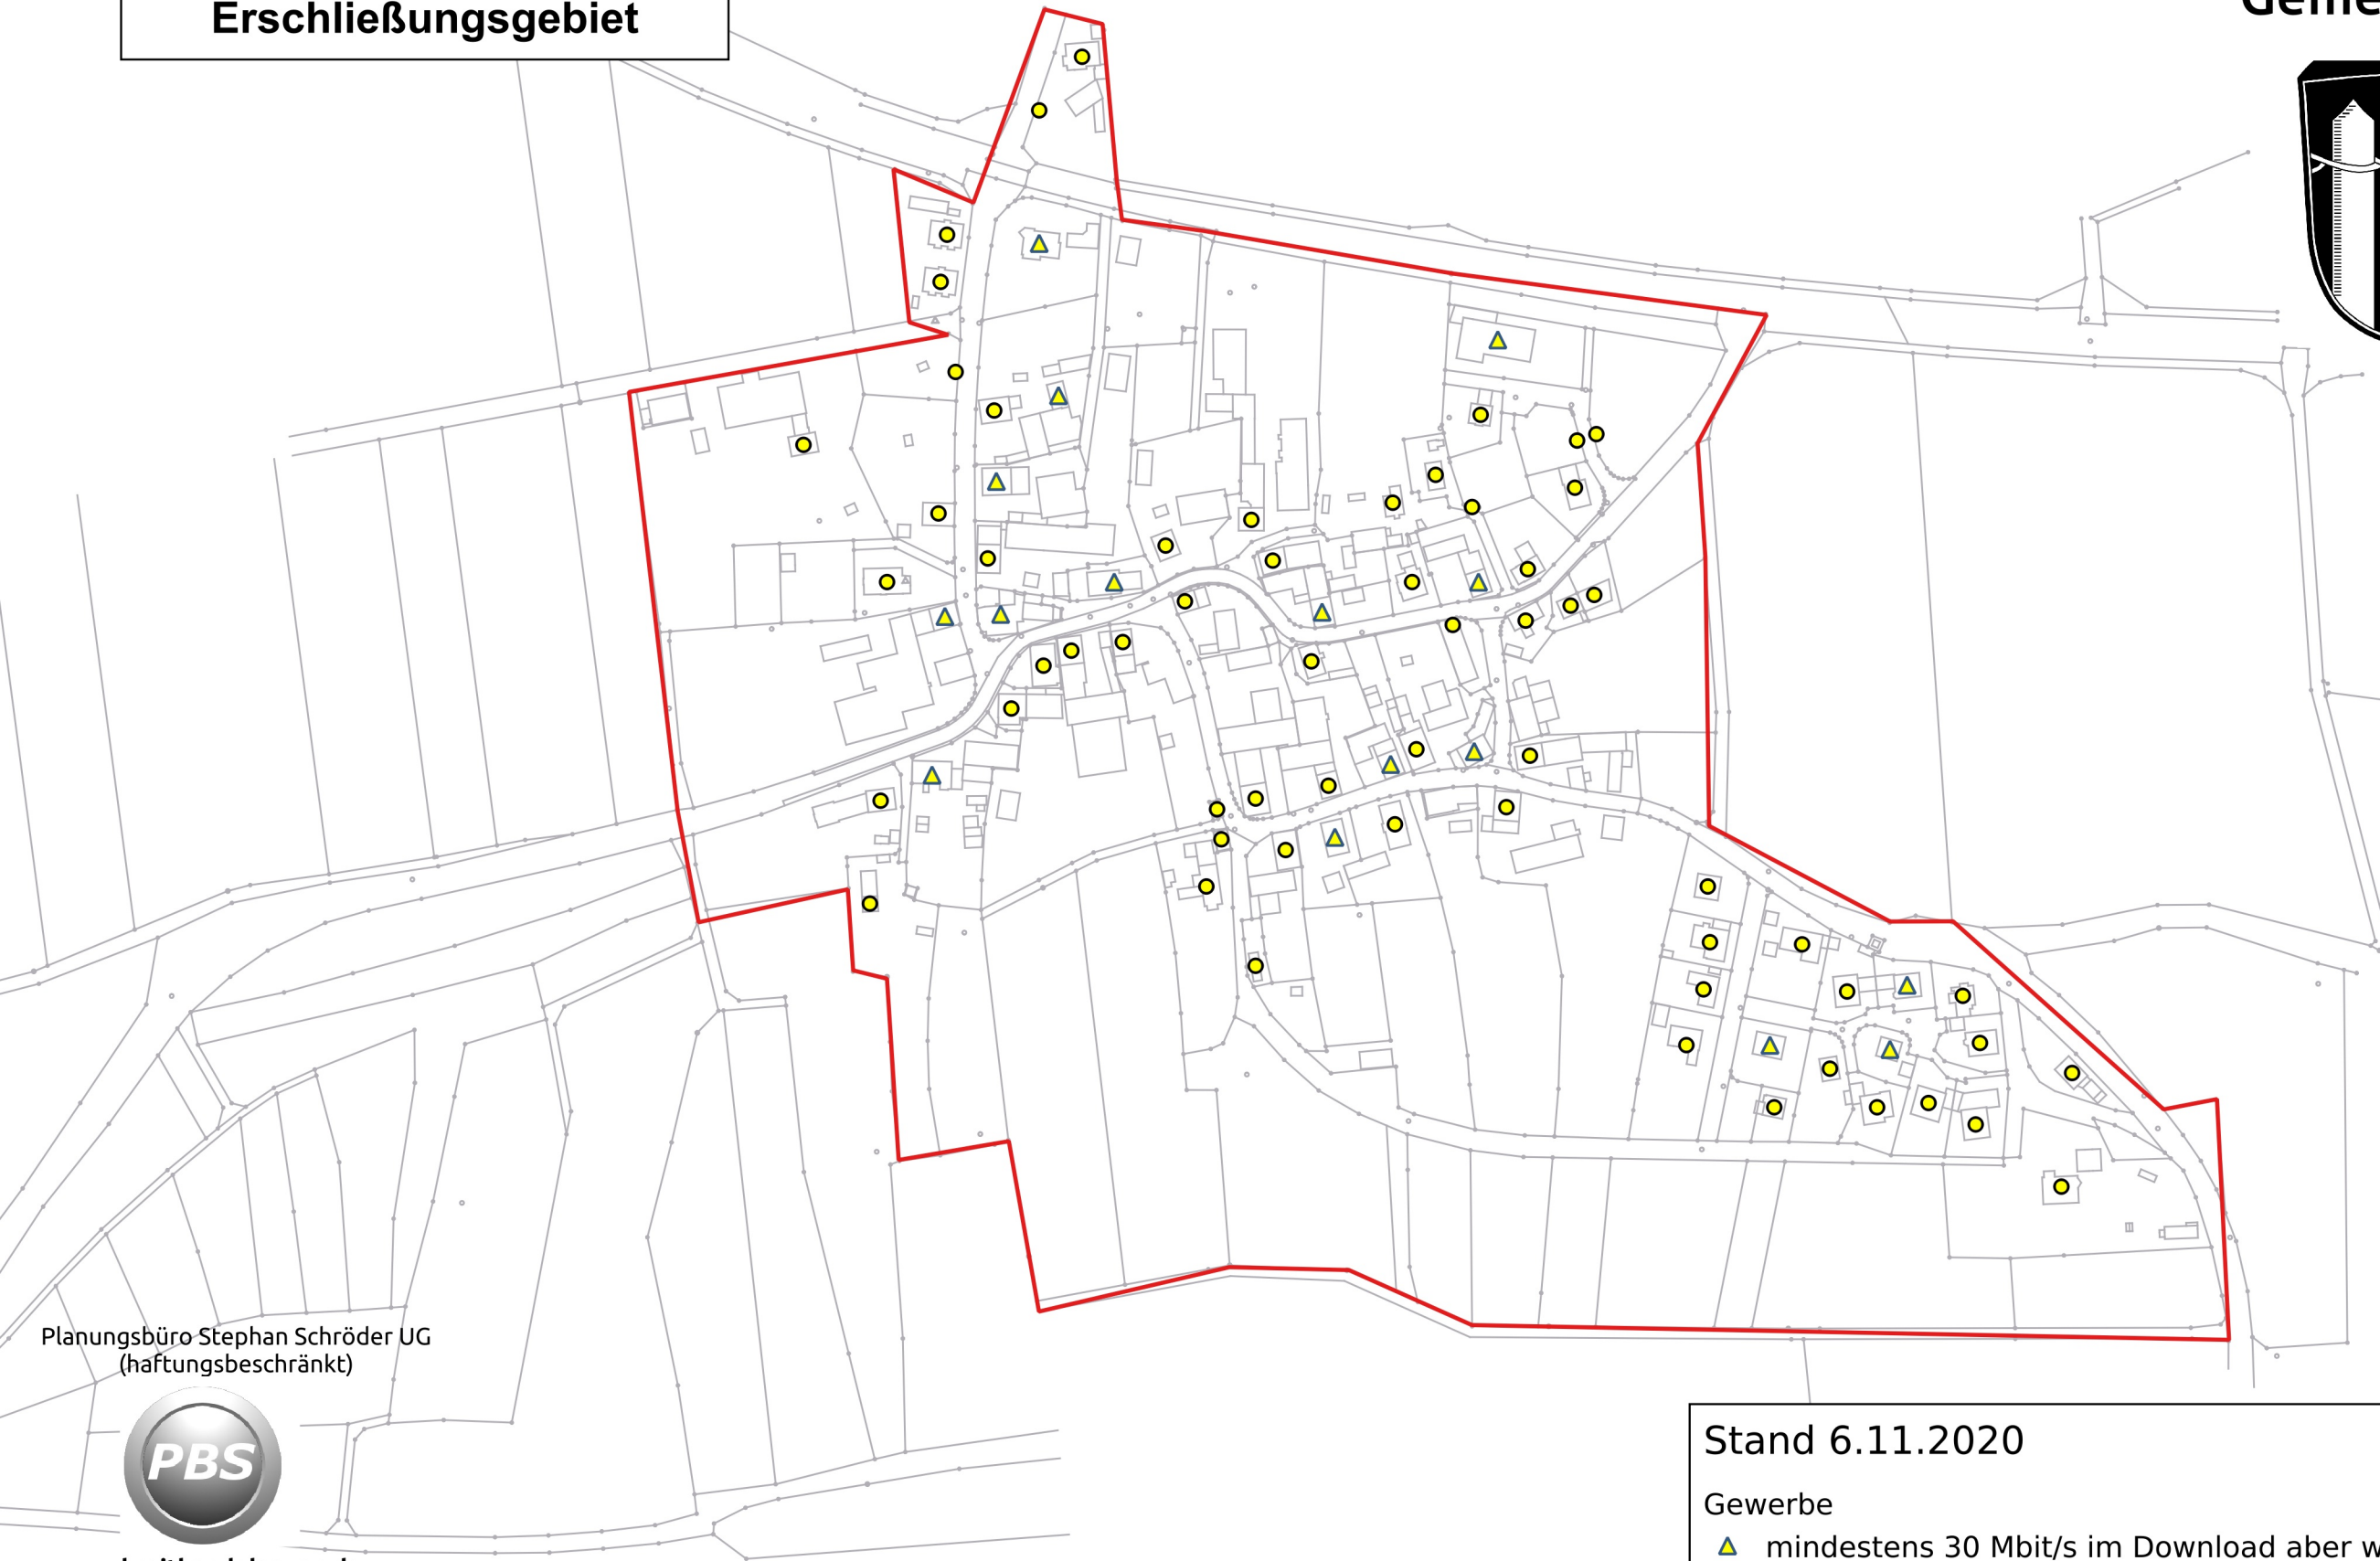 Erschließungsgebiet
Planungsbüro Stephan Schröder UG
(haftungsbeschränkt)
PBS
Stand 6.11.2020
Gewerbe
mindestens 30 Mbit/s im Download aber